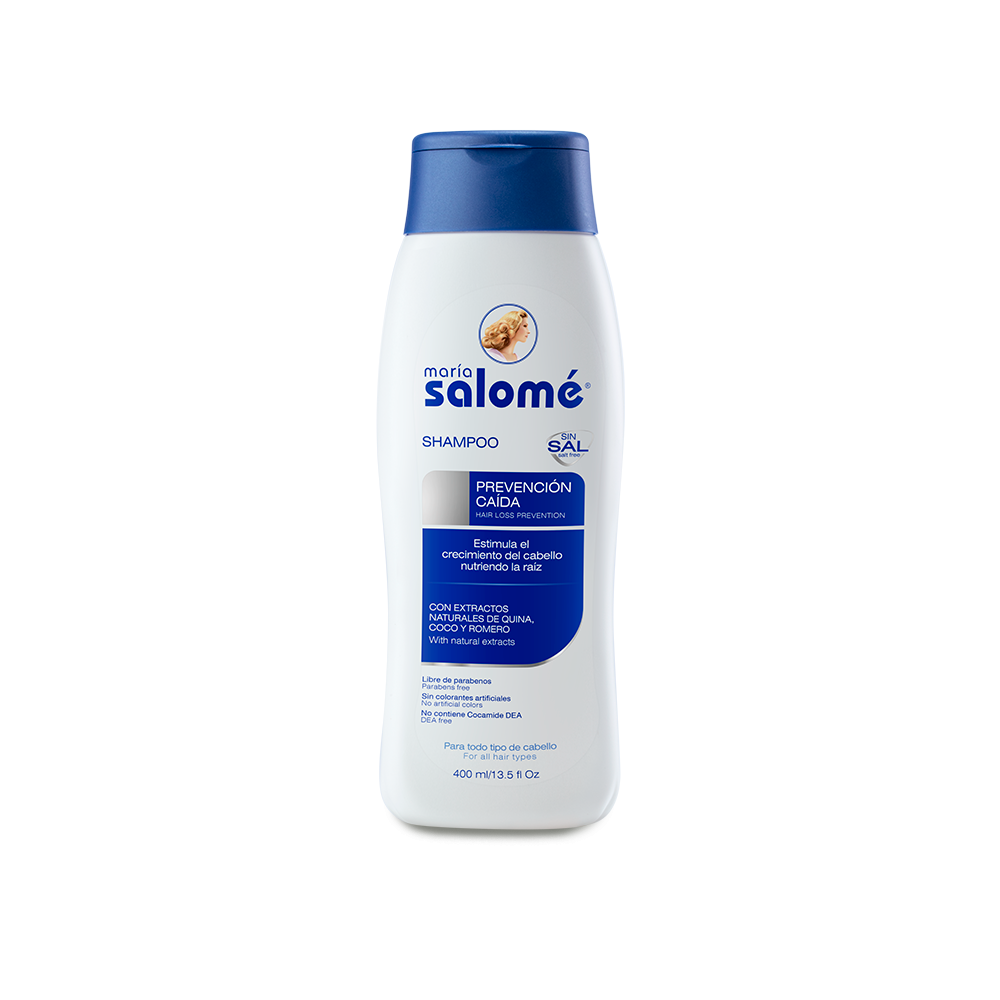 maría
salomé®
SHAMPOO
SIN
SAL
salt free
PREVENCIÓN
CAÍDA
HAIR LOSS PREVENTION
Estimula el
crecimiento del cabello
nutriendo la raíz
CON EXTRACTOS
NATURALES DE QUINA,
COCO Y ROMERO
With natural extracts
Libre de parabenos
Parabens free
Sin colorantes artificiales
No artificial colors
No contiene Cocamide DEA
DEA free
Para todo tipo de cabello
For all hair types
400 ml/13.5 fl Oz